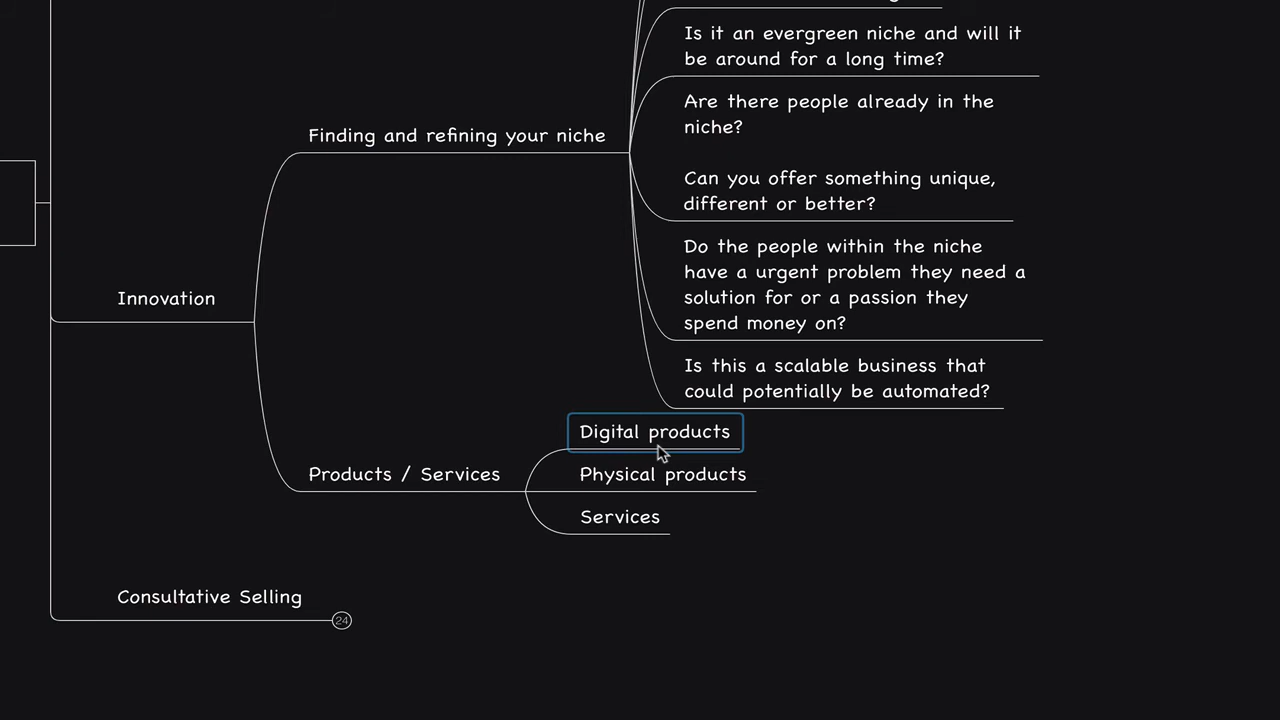 Is it an evergreen niche and will it
be around for a long time?
Are there people already in the
niche?
Finding and refining your niche
Can you offer something unique,
different or better?
Do the people within the niche
have a urgent problem they need a
solution for or a passion they
spend money on?
Innovation
Is this a scalable business that
could potentially be automated?
Digital products
Products / Services
Physical products
Services
Consultative Selling
24